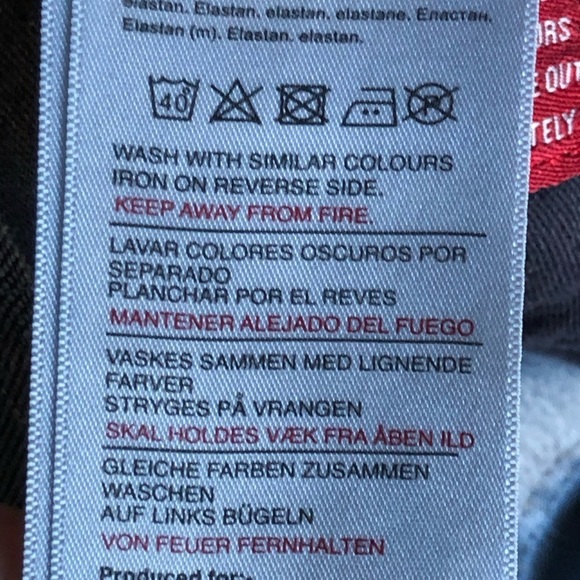 Elastan. Elastan. elastan. elastane. Еластан.
Elastan (m). Elastan. elastan.
40
P
WASH WITH SIMILAR COLOURS
IRON ON REVERSE SIDE.
KEEP AWAY FROM FIRE.
LAVAR COLORES OSCUROS POR
SEPARADO
PLANCHAR POR EL REVES
MANTENER ALEJADO DEL FUEGO
VASKES SAMMEN MED LIGNENDE
FARVER
STRYGES PÅ VRANGEN
SKAL HOLDES VÆK FRA ÅBEN ILD
GLEICHE FARBEN ZUSAMMEN
WASCHEN
AUF LINKS BÜGELN
VON FEUER FERNHALTEN
Produced for: